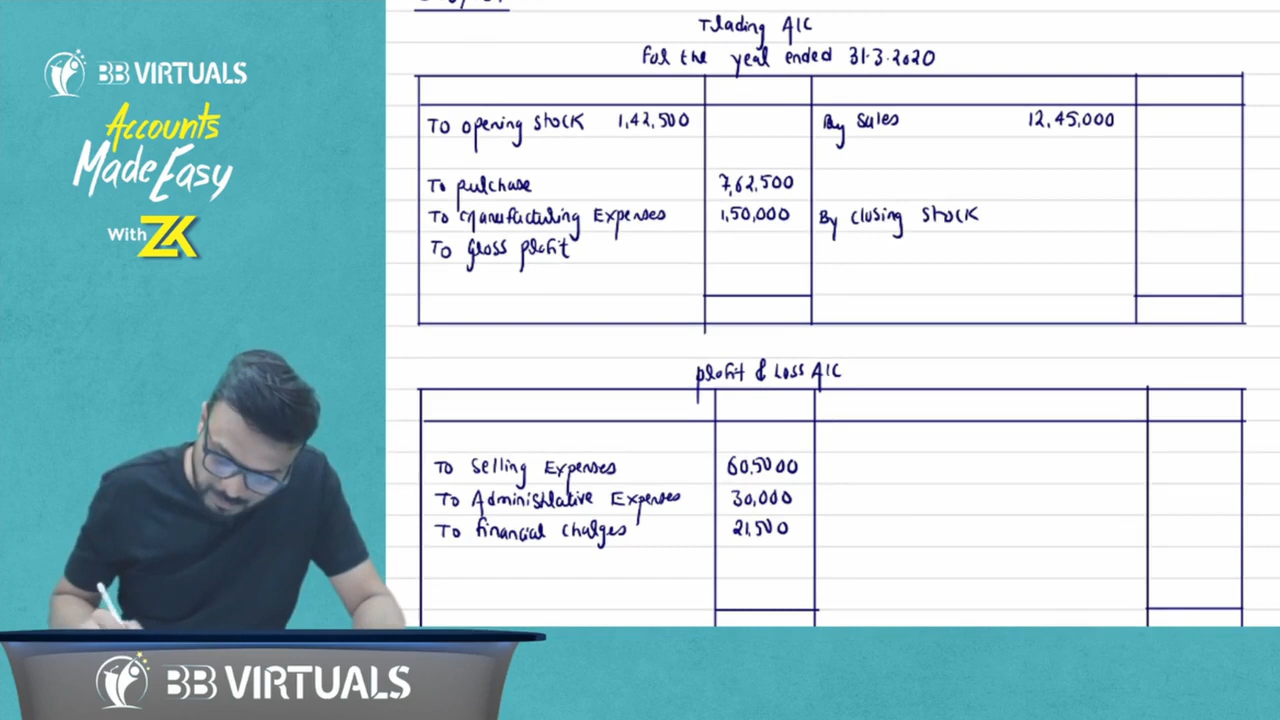 BB VIRTUALS
Accounts
Made Easy
With ZK
Trading A/C
For the year ended 31.3.2020
To opening stock 1,42,500
By Sales 12,45,000
To purchase 7,62,500
To Manufacturing Expenses 1,50,000
By closing stock
To Gross profit
profit & Loss A/C
To Selling Expenses 60,5000
To Administrative Expenses 30,000
To financial charges 21,500
BB VIRTUALS